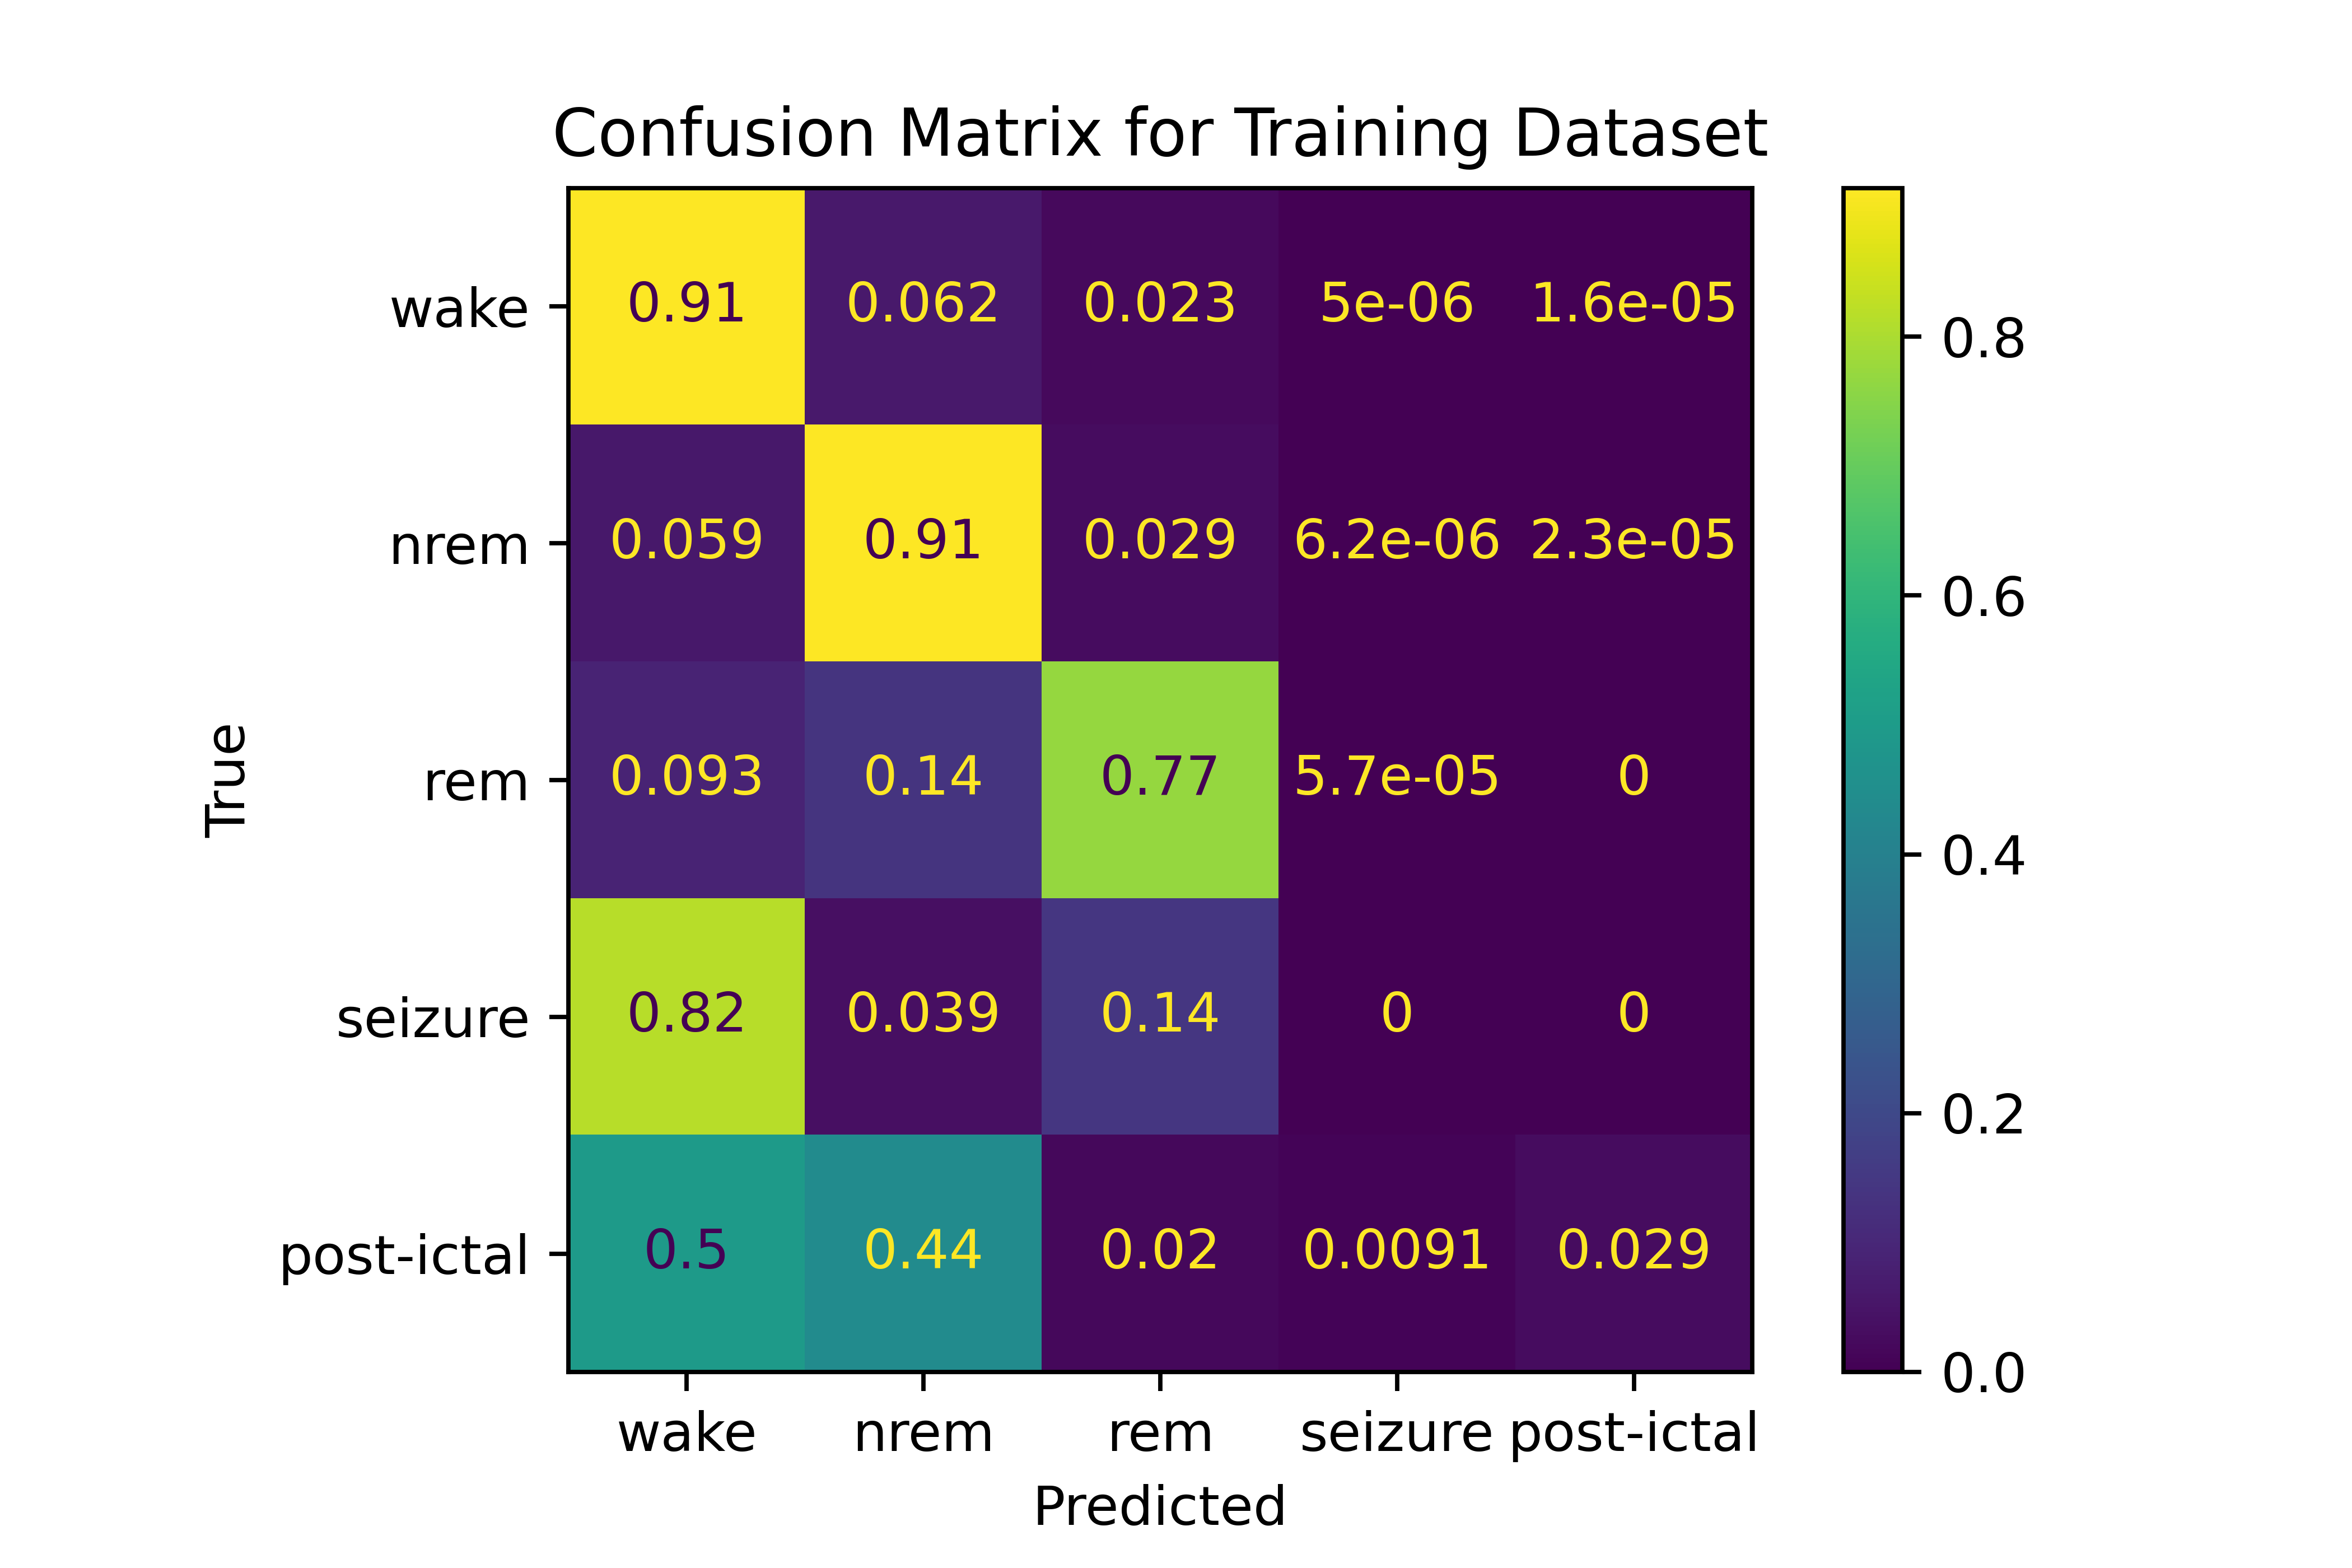 Confusion Matrix for Training Dataset
wake 0.91 0.062 0.023 5e-06 1.6e-05
nrem 0.059 0.91 0.029 6.2e-06 2.3e-05
rem 0.093 0.14 0.77 5.7e-05 0
seizure 0.82 0.039 0.14 0 0
post-ictal 0.5 0.44 0.02 0.0091 0.029
wake nrem rem seizure post-ictal
Predicted
True
0.8
0.6
0.4
0.2
0.0